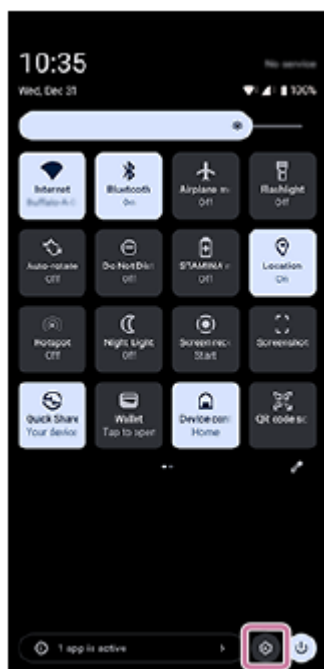 10:35
No service
Wed, Dec 31
100%
Internet
Buffalo-A-
Bluetooth
On
Airplane m
Off
Flashlight
Off
Auto-rotate
Off
Do Not Dist
Off
STAMINA
Off
Location
On
Hotspot
Off
Night Light
Off
Screen rec
Start
Screenshot
Quick Share
Your device
Wallet
Tap to open
Device con
Home
QR code sc
1 app is active